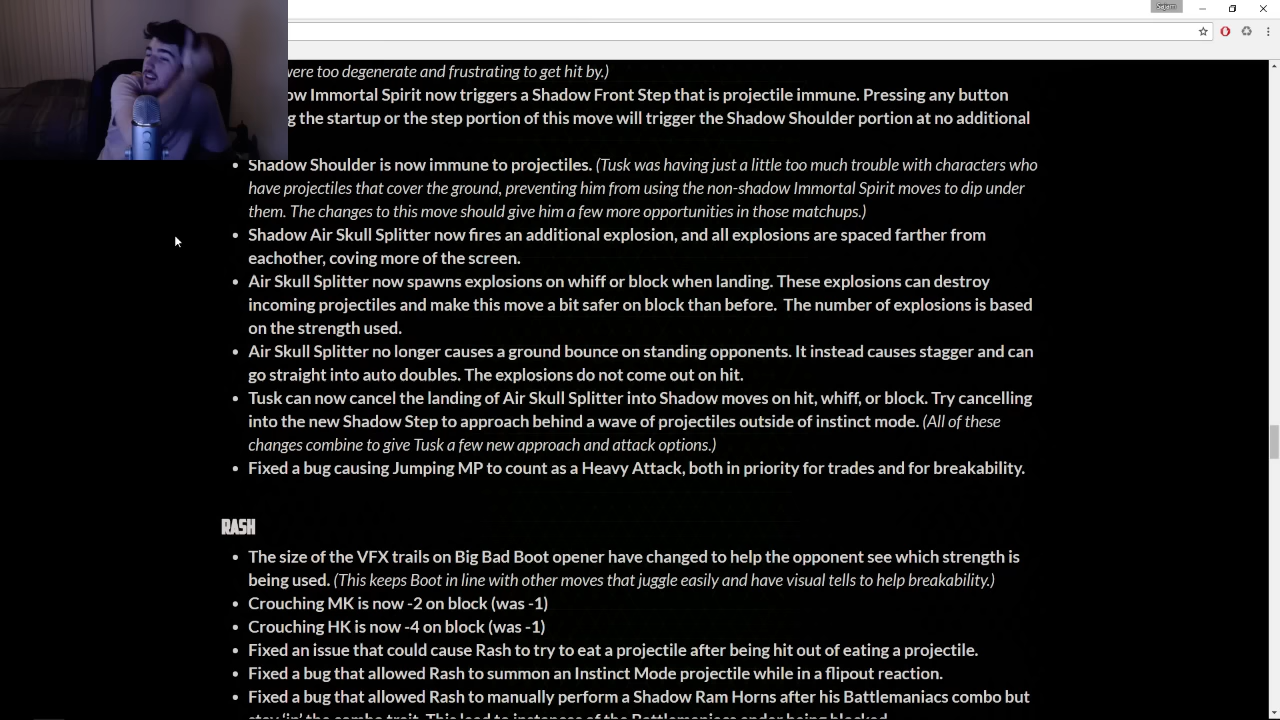 Sajam
were too degenerate and frustrating to get hit by.)
Immortal Spirit now triggers a Shadow Front Step that is projectile immune. Pressing any button
the startup or the step portion of this move will trigger the Shadow Shoulder portion at no additional
• Shadow Shoulder is now immune to projectiles. (Tusk was having just a little too much trouble with characters who
have projectiles that cover the ground, preventing him from using the non-shadow Immortal Spirit moves to dip under
them. The changes to this move should give him a few more opportunities in those matchups.)
• Shadow Air Skull Splitter now fires an additional explosion, and all explosions are spaced farther from
eachother, coving more of the screen.
• Air Skull Splitter now spawns explosions on whiff or block when landing. These explosions can destroy
incoming projectiles and make this move a bit safer on block than before. The number of explosions is based
on the strength used.
• Air Skull Splitter no longer causes a ground bounce on standing opponents. It instead causes stagger and can
go straight into auto doubles. The explosions do not come out on hit.
• Tusk can now cancel the landing of Air Skull Splitter into Shadow moves on hit, whiff, or block. Try cancelling
into the new Shadow Step to approach behind a wave of projectiles outside of instinct mode. (All of these
changes combine to give Tusk a few new approach and attack options.)
• Fixed a bug causing Jumping MP to count as a Heavy Attack, both in priority for trades and for breakability.
RASH
• The size of the VFX trails on Big Bad Boot opener have changed to help the opponent see which strength is
being used. (This keeps Boot in line with other moves that juggle easily and have visual tells to help breakability.)
• Crouching MK is now -2 on block (was -1)
• Crouching HK is now -4 on block (was -1)
• Fixed an issue that could cause Rash to try to eat a projectile after being hit out of eating a projectile.
• Fixed a bug that allowed Rash to summon an Instinct Mode projectile while in a flipout reaction.
• Fixed a bug that allowed Rash to manually perform a Shadow Ram Horns after his Battlemaniacs combo but
stay 'in' the combo trait. This lead to instances of the Battlemaniacs ender being blocked.